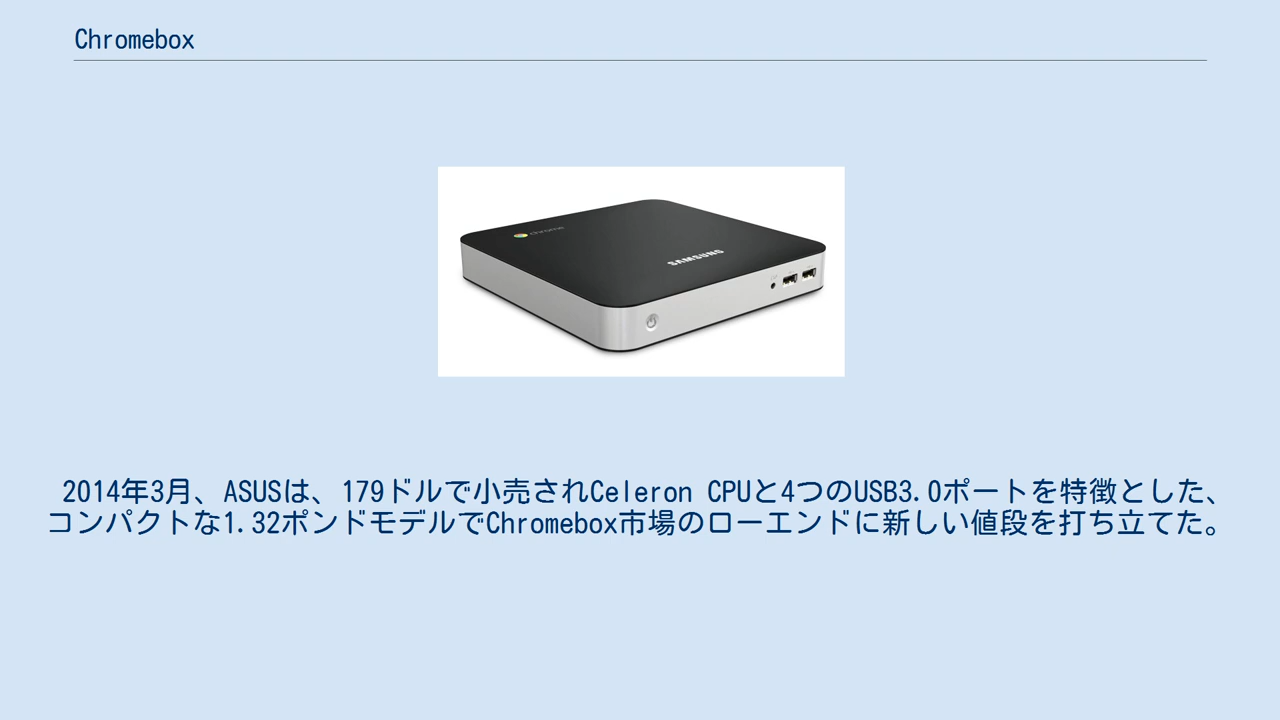 Chromebox
chrome
SAMSUNG
2014年3月、ASUSは、179ドルで小売されCeleron CPUと4つのUSB3.0ポートを特徴とした、
コンパクトな1.32ポンドモデルでChromebox市場のローエンドに新しい値段を打ち立てた。